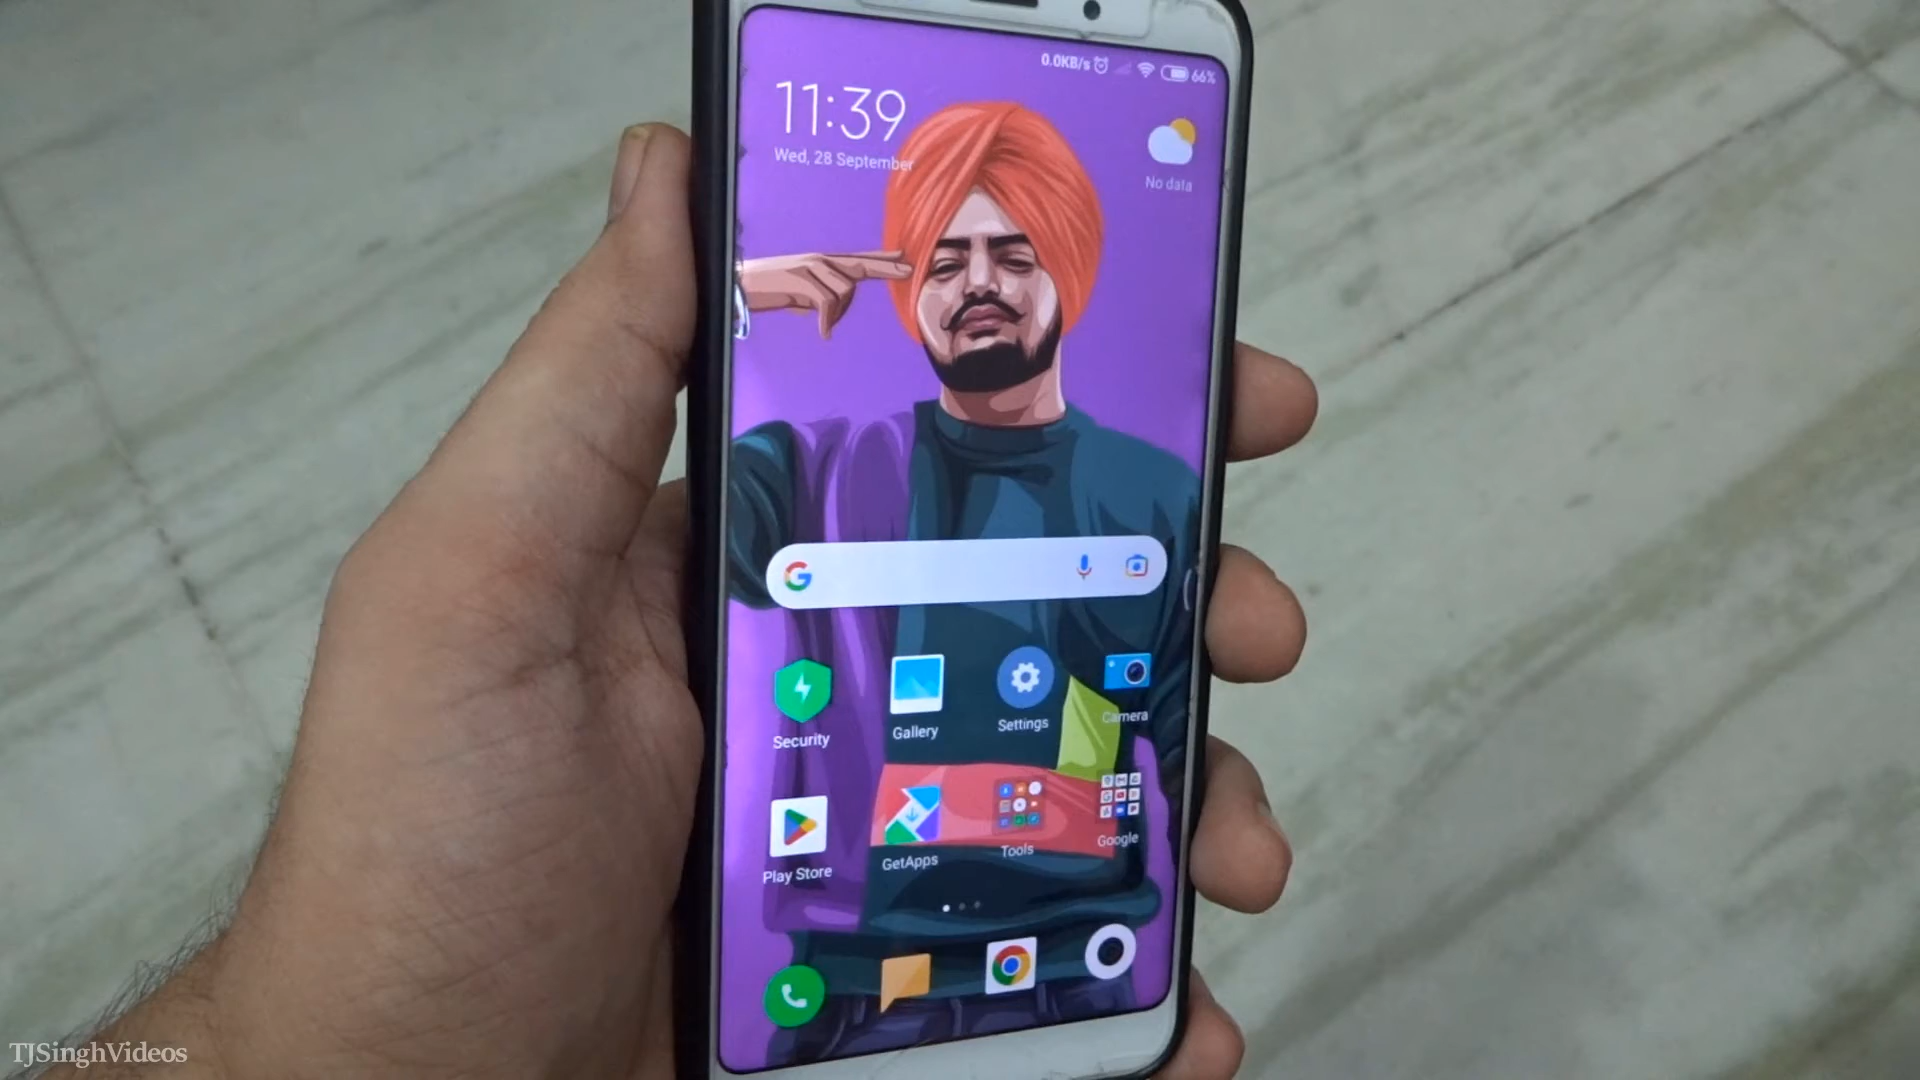 0.0KB/s 66%
11:39
Wed, 28 September
No data
Security Gallery Settings Camera
Play Store GetApps Tools Google
TJSinghVideos